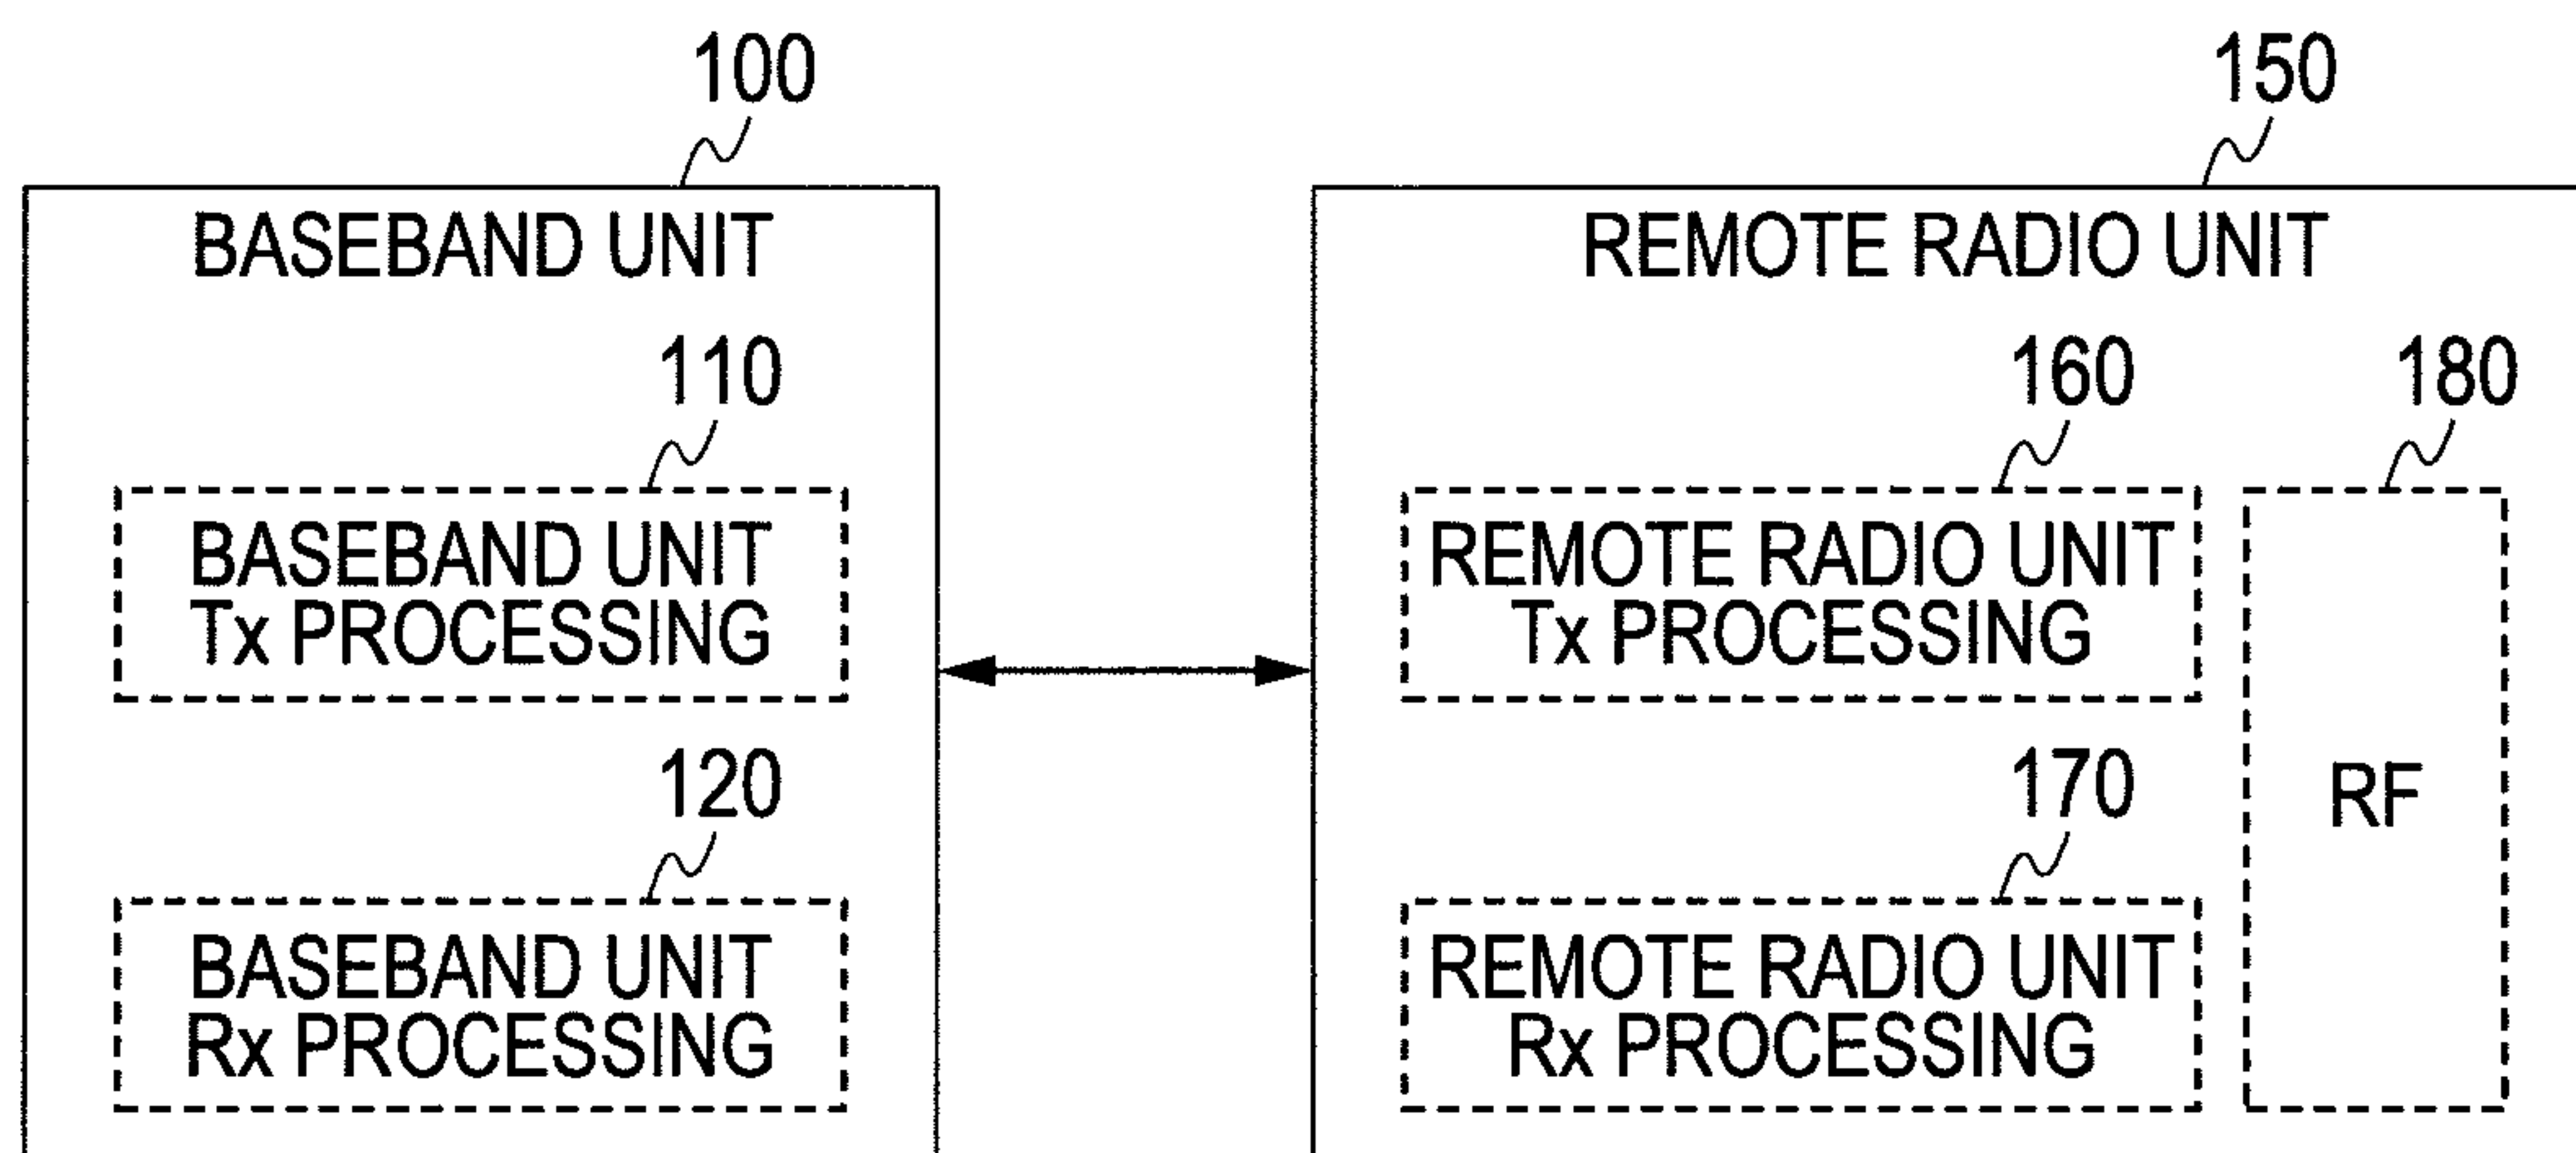 100
150
BASEBAND UNIT
REMOTE RADIO UNIT
110
160
180
BASEBAND UNIT
Tx PROCESSING
REMOTE RADIO UNIT
Tx PROCESSING
RF
120
170
BASEBAND UNIT
Rx PROCESSING
REMOTE RADIO UNIT
Rx PROCESSING